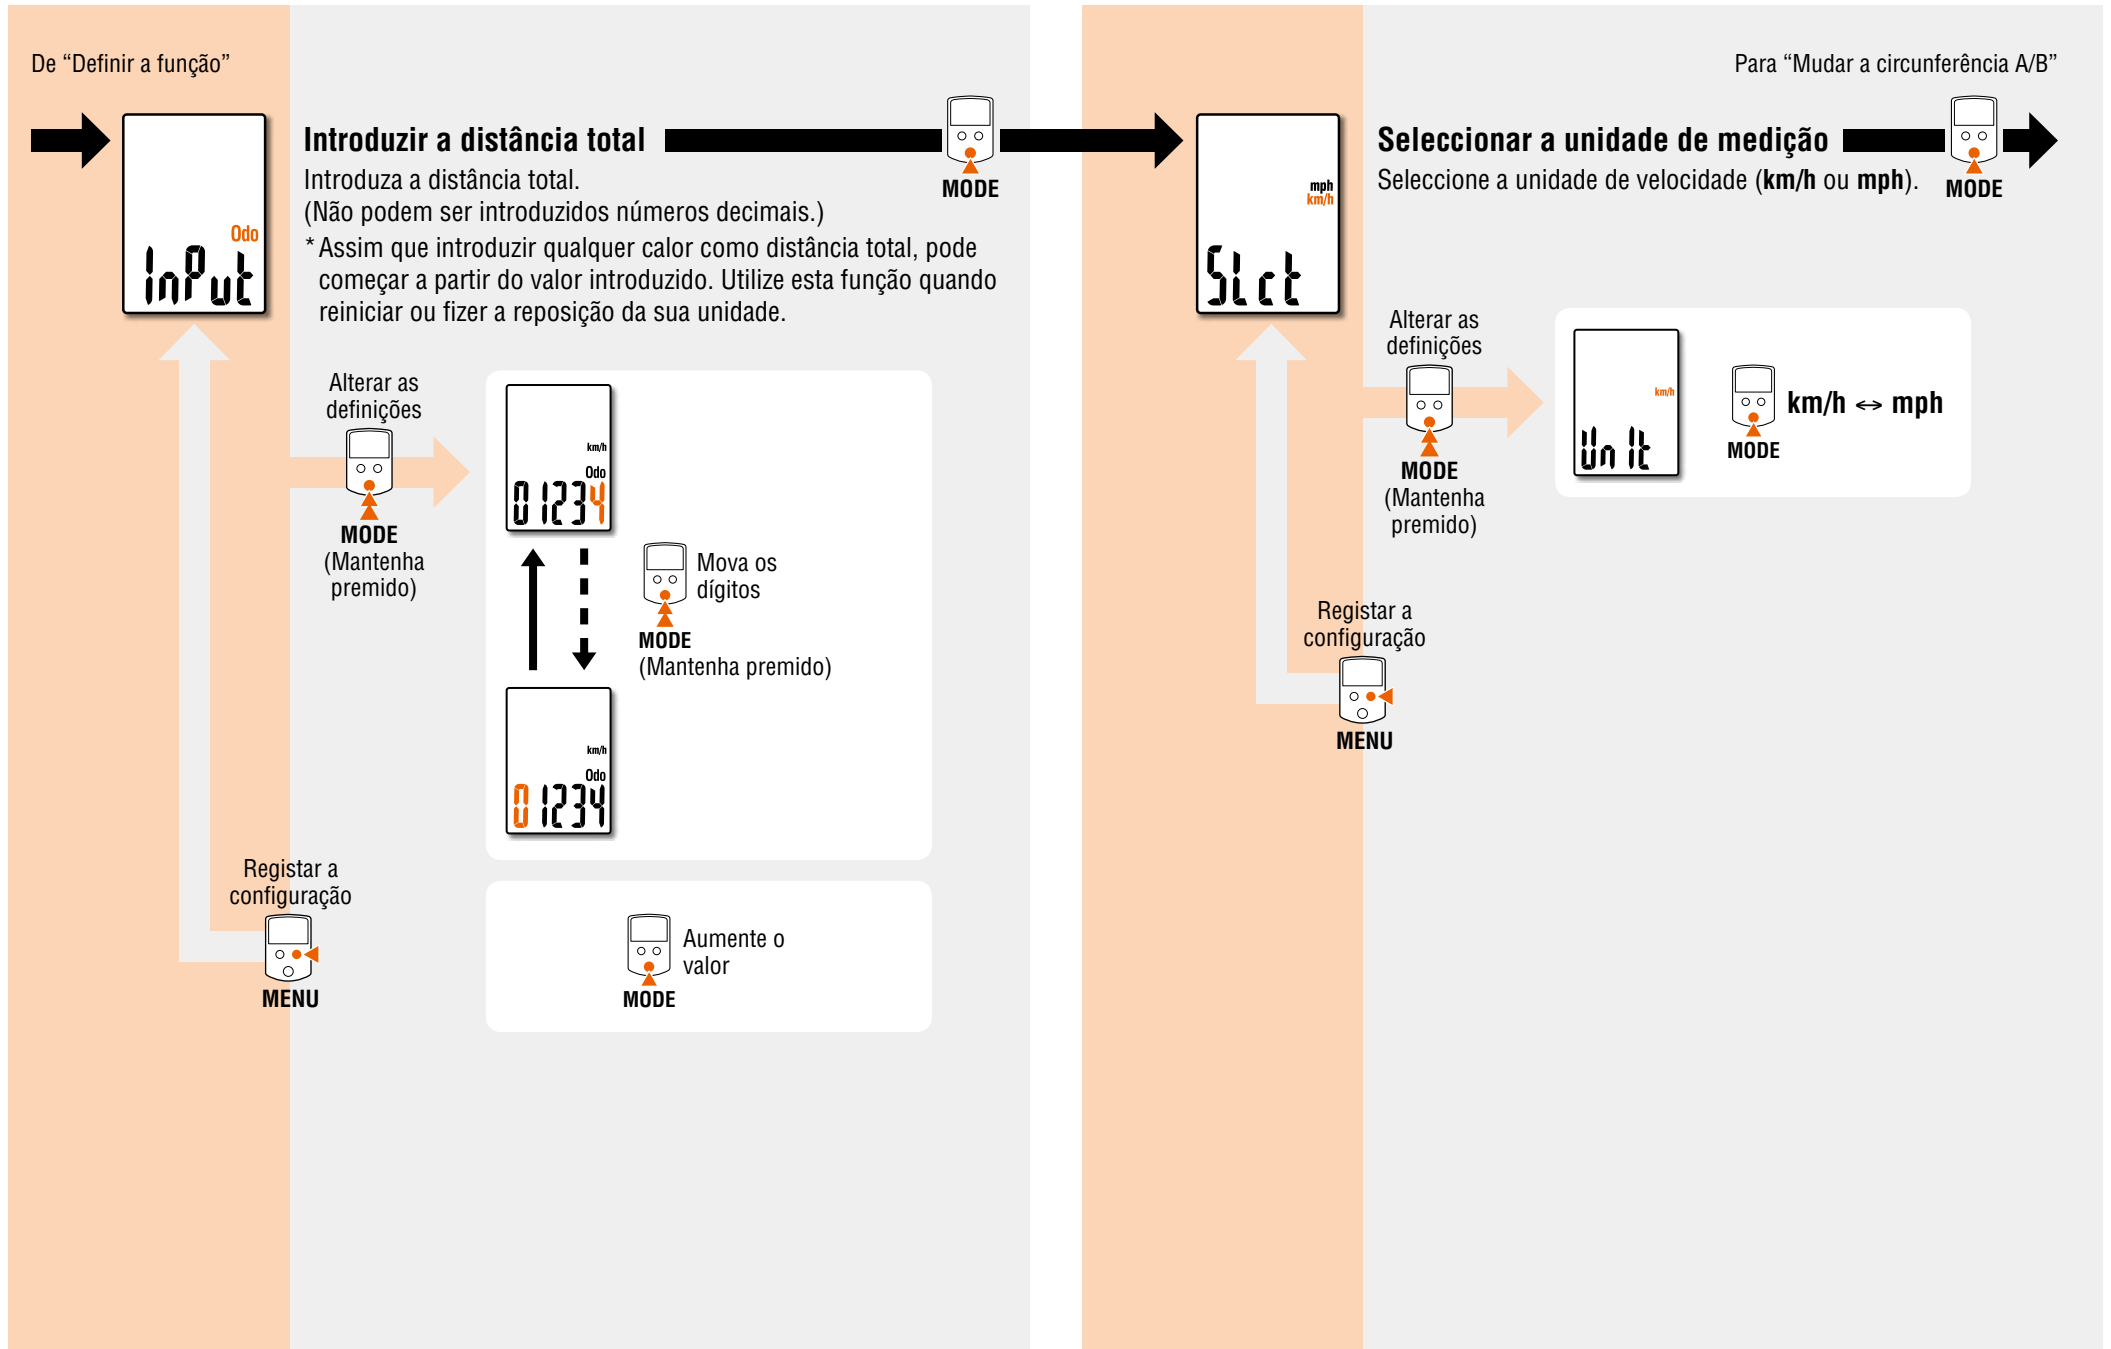 De “Definir a função”
Introduzir a distância total
MODE
Introduza a distância total.
(Não podem ser introduzidos números decimais.)
* Assim que introduzir qualquer calor como distância total, pode
começar a partir do valor introduzido. Utilize esta função quando
reiniciar ou fizer a reposição da sua unidade.
Odo
InPut
Alterar as
definições
MODE
(Mantenha
premido)
km/h
Odo
01234
Mova os
dígitos
MODE
(Mantenha premido)
km/h
Odo
01234
Registar a
configuração
MENU
Aumente o
valor
MODE
Para “Mudar a circunferência A/B”
Seleccionar a unidade de medição
MODE
Seleccione a unidade de velocidade (km/h ou mph).
mph
km/h
SLct
Alterar as
definições
MODE
(Mantenha
premido)
km/h
UnIt
km/h ↔ mph
MODE
Registar a
configuração
MENU